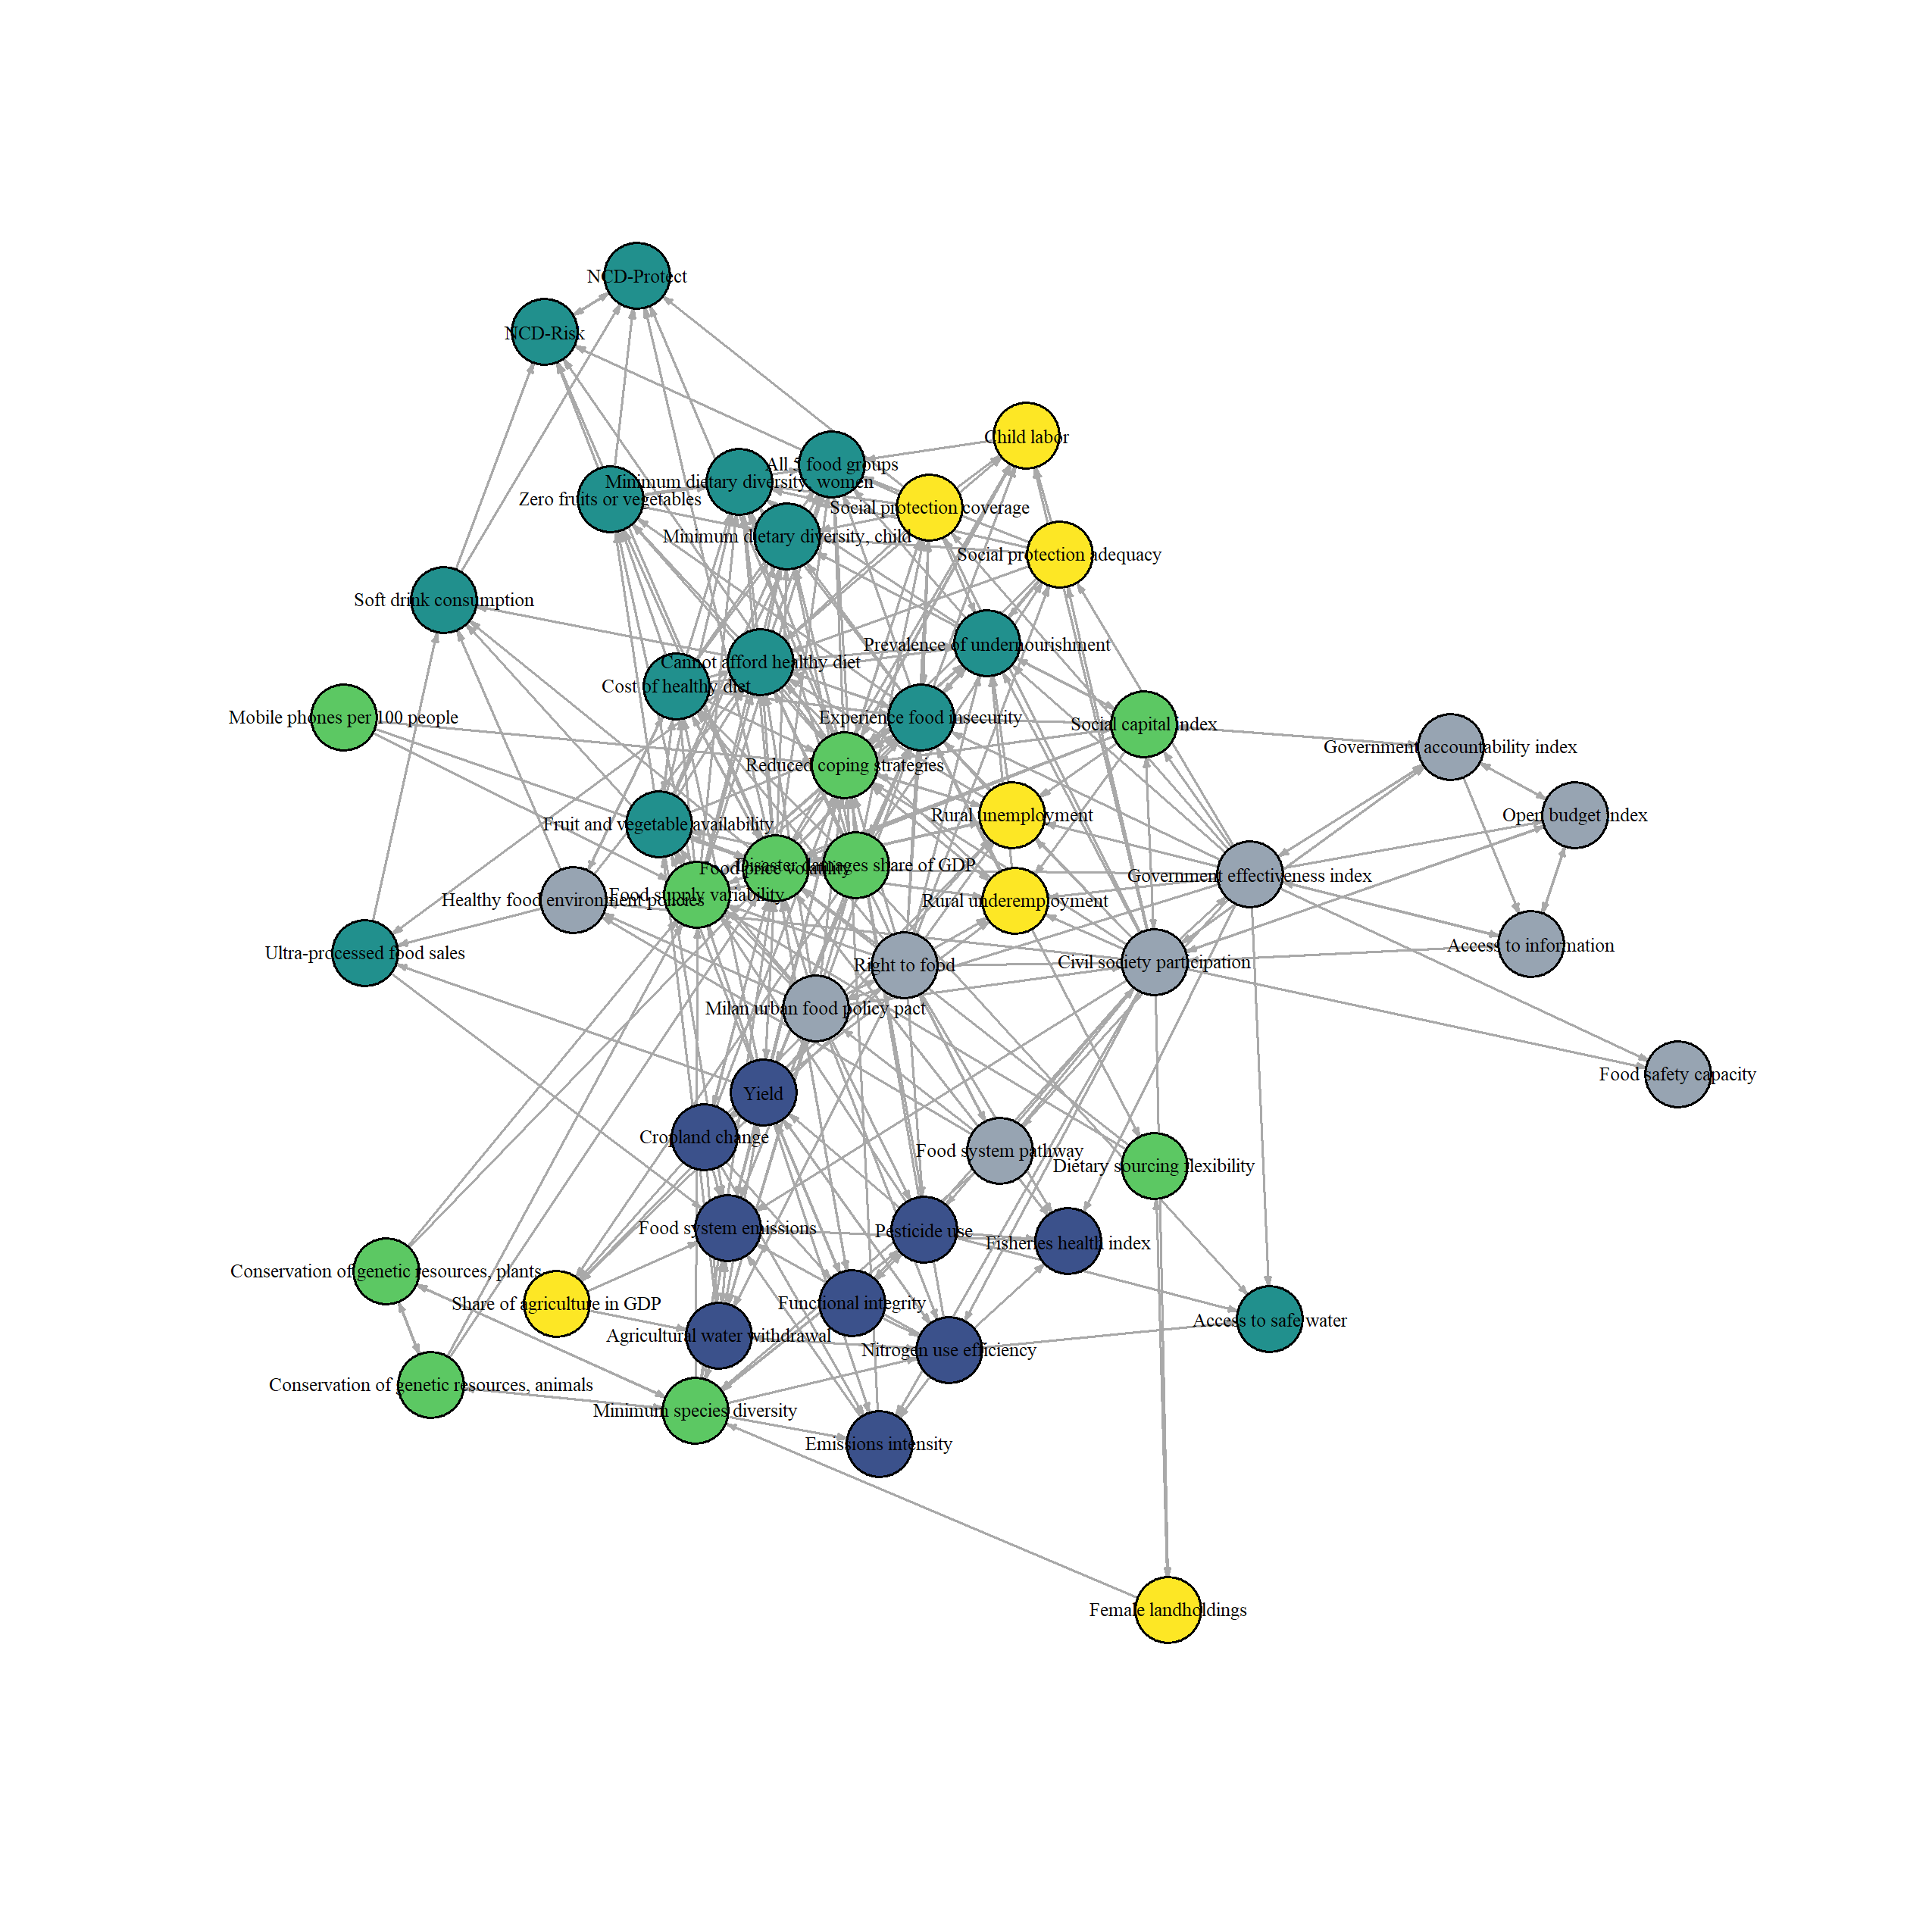 NCD-Protect
NCD-Risk
Child labor
All 5 food groups
Minimum dietary diversity, women
Zero fruits or vegetables
Social protection coverage
Minimum dietary diversity, child
Social protection adequacy
Soft drink consumption
Prevalence of undernourishment
Cannot afford healthy diet
Cost of healthy diet
Mobile phones per 100 people
Experience food insecurity
Social capital index
Government accountability index
Reduced coping strategies
Rural unemployment
Open budget index
Fruit and vegetable availability
Disaster damages share of GDP
Food price volatility
Government effectiveness index
Food supply variability
Healthy food environment policies
Rural underemployment
Access to information
Ultra-processed food sales
Right to food
Civil society participation
Milan urban food policy pact
Food safety capacity
Yield
Cropland change
Food system pathway
Dietary sourcing flexibility
Food system emissions
Pesticide use
Fisheries health index
Conservation of genetic resources, plants
Share of agriculture in GDP
Functional integrity
Access to safe water
Agricultural water withdrawal
Nitrogen use efficiency
Conservation of genetic resources, animals
Minimum species diversity
Emissions intensity
Female landholdings